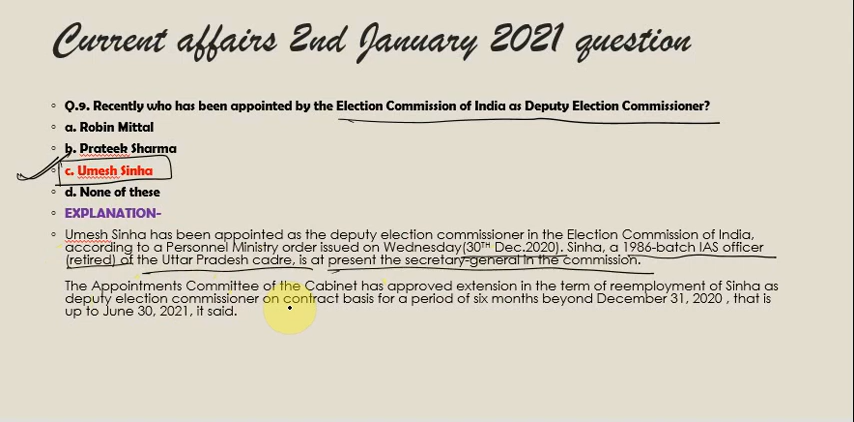 Current affairs 2nd January 2021 question
Q.9. Recently who has been appointed by the Election Commission of India as Deputy Election Commissioner?
a. Robin Mittal
b. Prateek Sharma
c. Umesh Sinha
d. None of these
EXPLANATION-
Umesh Sinha has been appointed as the deputy election commissioner in the Election Commission of India,
according to a Personnel Ministry order issued on Wednesday(30TH Dec.2020). Sinha, a 1986-batch IAS officer
(retired) of the Uttar Pradesh cadre, is at present the secretary-general in the commission.
The Appointments Committee of the Cabinet has approved extension in the term of reemployment of Sinha as
deputy election commissioner on contract basis for a period of six months beyond December 31, 2020 , that is
up to June 30, 2021, it said.